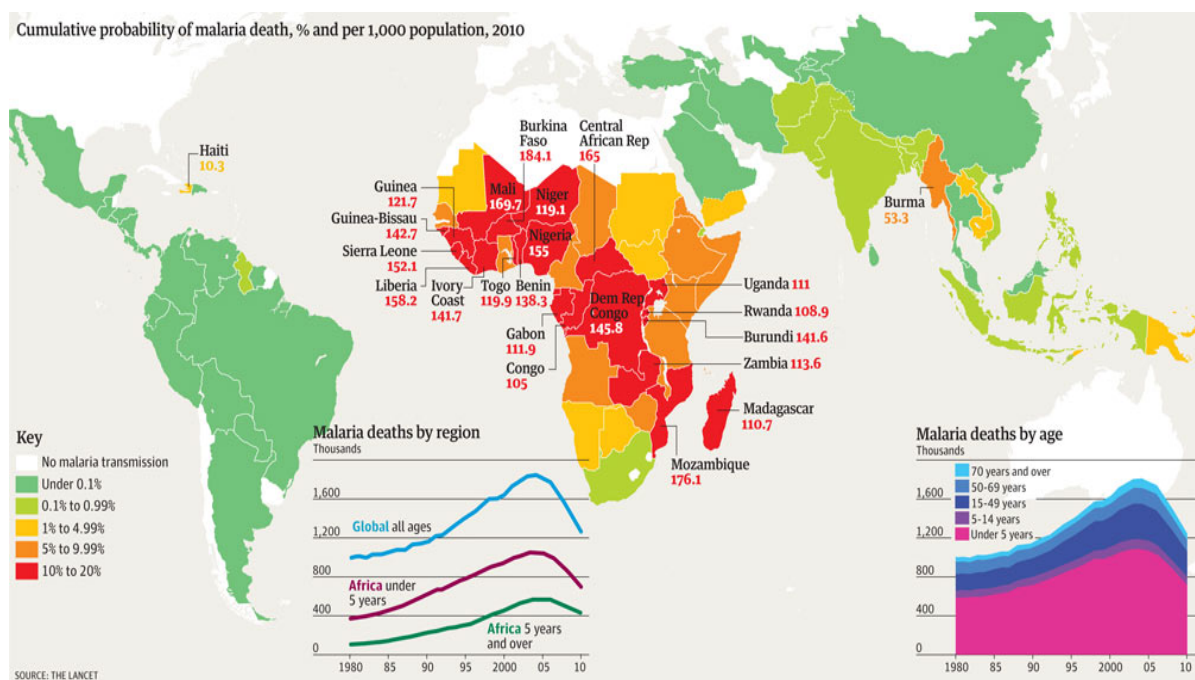 Cumulative probability of malaria death, % and per 1,000 population, 2010
Haiti
10.3
Burkina
Faso
184.1
Central
African Rep
165
Guinea
121.7
Mali
169.7
Niger
119.1
Guinea-Bissau
142.7
Nigeria
155
Sierra Leone
152.1
Liberia
158.2
Ivory
Coast
141.7
Togo
119.9
Benin
138.3
Burma
53.3
Uganda 111
Dem Rep
Congo
145.8
Rwanda 108.9
Gabon
111.9
Burundi 141.6
Congo
105
Zambia 113.6
Madagascar
110.7
Mozambique
176.1
Key
No malaria transmission
Under 0.1%
0.1% to 0.99%
1% to 4.99%
5% to 9.99%
10% to 20%
Malaria deaths by region
Thousands
1,600
1,200
800
400
0
Global all ages
Africa under
5 years
Africa 5 years
and over
1980 85 90 95 2000 05 10
Malaria deaths by age
Thousands
1,600
1,200
800
400
0
70 years and over
50-69 years
15-49 years
5-14 years
Under 5 years
1980 85 90 95 2000 05 10
SOURCE: THE LANCET